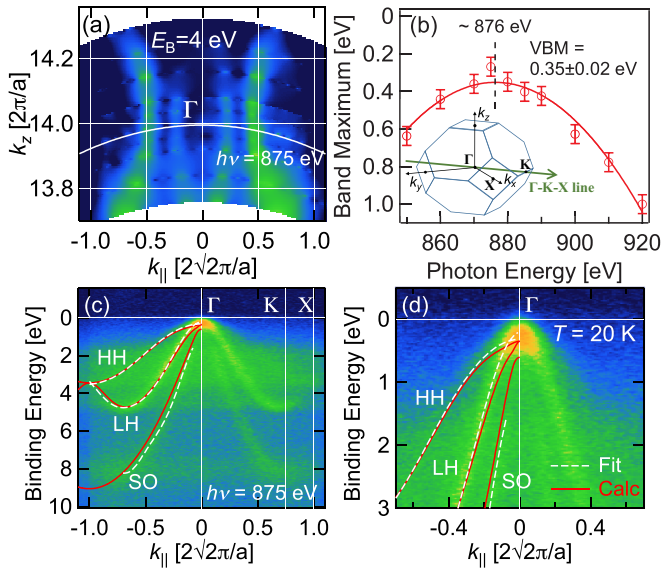 (a)
E_B=4 eV
Γ
hν = 875 eV
14.2
14.0
13.8
k_z [2π/a]
-1.0 -0.5 0 0.5 1.0
k_|| [2√2π/a]
(b)
~ 876 eV
VBM =
0.35±0.02 eV
0
0.2
0.4
0.6
0.8
1.0
Band Maximum [eV]
k_z
Γ
K
k_y
X
k_x
Γ-K-X line
860 880 900 920
Photon Energy [eV]
(c)
Γ K X
HH
LH
SO
hν = 875 eV
0
2
4
6
8
10
Binding Energy [eV]
-1.0 -0.5 0 0.5 1.0
k_|| [2√2π/a]
(d)
Γ
T = 20 K
HH
LH
SO
Fit
Calc
0
1
2
3
Binding Energy [eV]
-0.4 0 0.4
k_|| [2√2π/a]